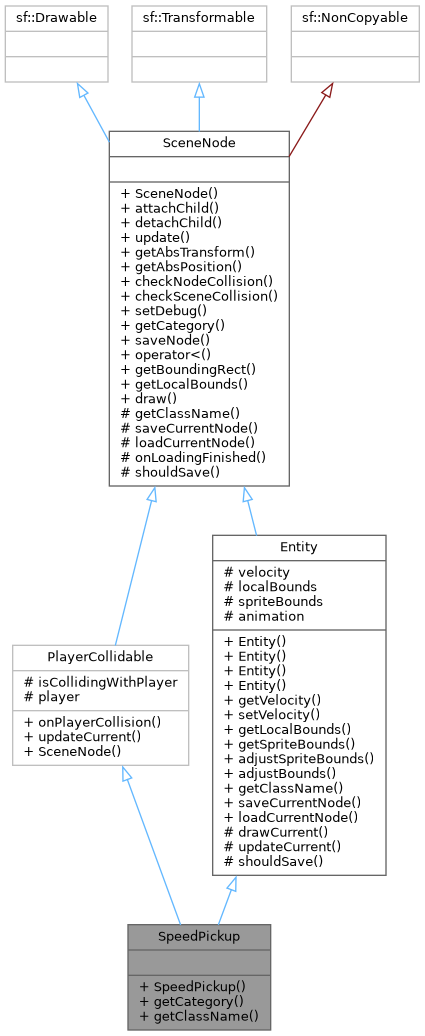 sf::Drawable
sf::Transformable
sf::NonCopyable
SceneNode
+ SceneNode()
+ attachChild()
+ detachChild()
+ update()
+ getAbsTransform()
+ getAbsPosition()
+ checkNodeCollision()
+ checkSceneCollision()
+ setDebug()
+ getCategory()
+ saveNode()
+ operator<()
+ getBoundingRect()
+ getLocalBounds()
+ draw()
# getClassName()
# saveCurrentNode()
# loadCurrentNode()
# onLoadingFinished()
# shouldSave()
Entity
# velocity
# localBounds
# spriteBounds
# animation
+ Entity()
+ Entity()
+ Entity()
+ Entity()
+ getVelocity()
+ setVelocity()
+ getLocalBounds()
+ getSpriteBounds()
+ adjustSpriteBounds()
+ adjustBounds()
+ getClassName()
+ saveCurrentNode()
+ loadCurrentNode()
# drawCurrent()
# updateCurrent()
# shouldSave()
PlayerCollidable
# isCollidingWithPlayer
# player
+ onPlayerCollision()
+ updateCurrent()
+ SceneNode()
SpeedPickup
+ SpeedPickup()
+ getCategory()
+ getClassName()